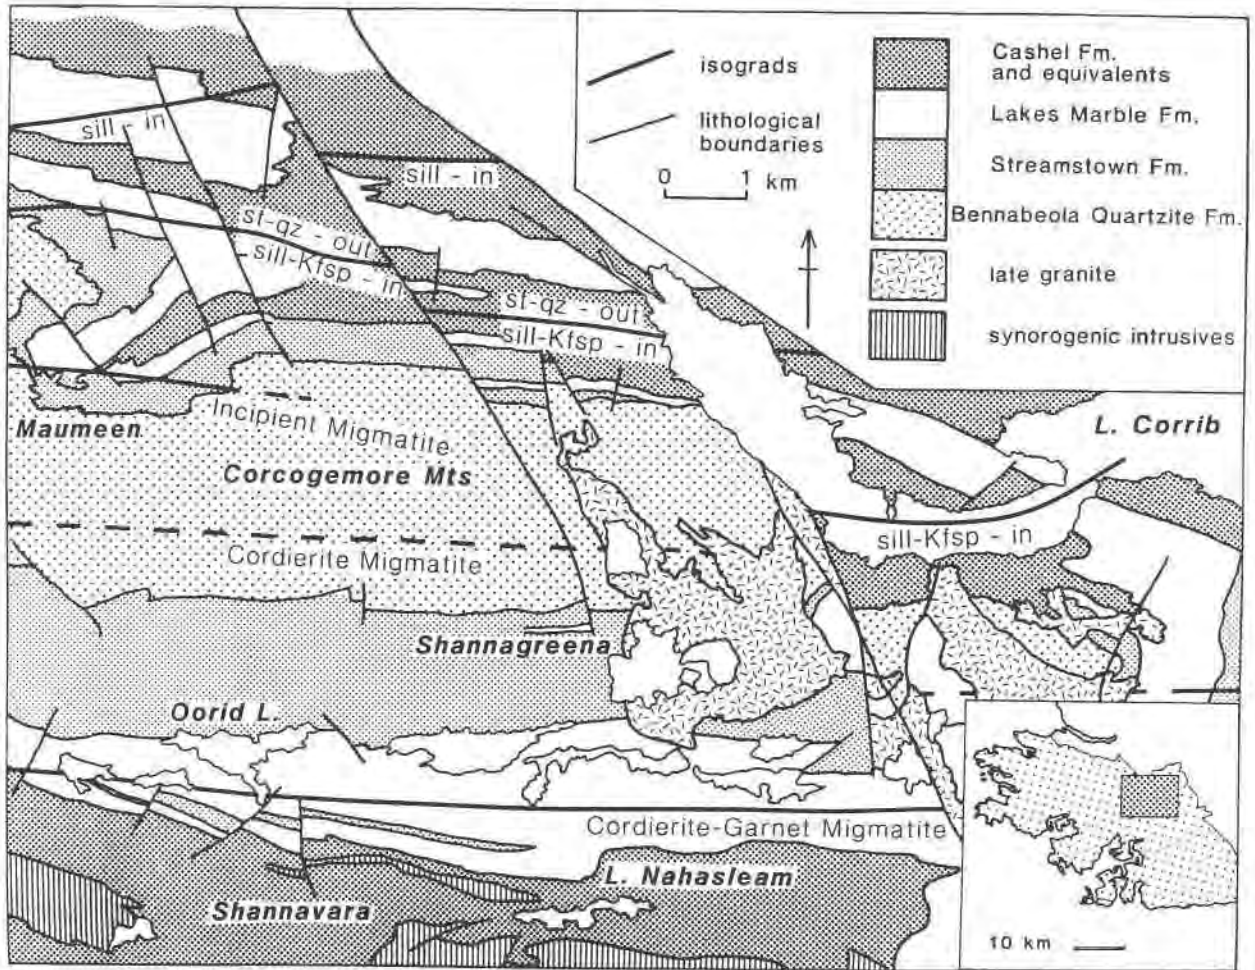 isograds
lithological
boundaries
0 1 km
Cashel Fm.
and equivalents
Lakes Marble Fm.
Streamstown Fm.
Bennabeola Quartzite Fm.
late granite
synorogenic intrusives
sill - in
sill - in
st-qz - out
sill-Kfsp - in
st-qz - out
sill-Kfsp - in
Incipient Migmatite
Maumeen
Corcogemore Mts
L. Corrib
sill-Kfsp - in
Cordierite Migmatite
Shannagreena
Oorid L.
Cordierite-Garnet Migmatite
L. Nahasleam
Shannavara
10 km